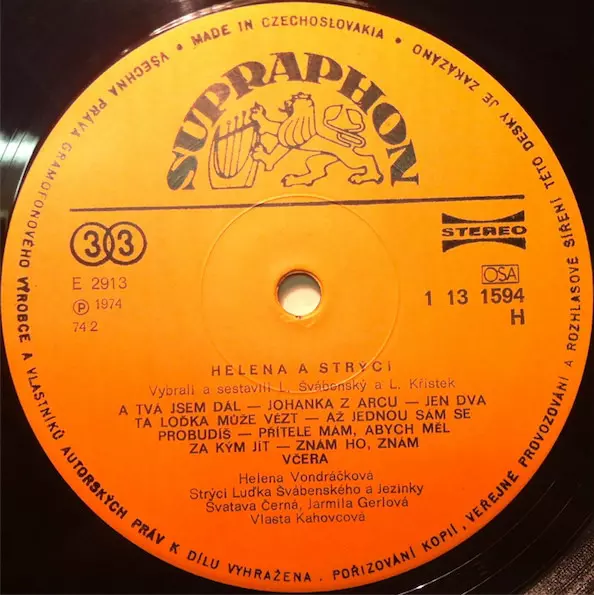 VŠECHNA PRÁVA GRAMOFONOVÉHO VÝROBCE A VLASTNÍKŮ AUTORSKÝCH PRÁV K DÍLU VYHRAŽENA . POŘIZOVÁNÍ KOPIÍ, VEŘEJNÉ PROVOZOVÁNÍ A ROZHLASOVÉ ŠÍŘENÍ TÉTO DESKY JE ZAKÁZÁNO • MADE IN CZECHOSLOVAKIA •
SUPRAPHON
33
STEREO
E 2913
OSA
℗ 1974
1 13 1594
74 2
H
HELENA A STRÝCI
Vybrali a sestavili L. Švábenský a L. Křístek
A TVÁ JSEM DÁL — JOHANKA Z ARCU — JEN DVA
TA LOĎKA MŮŽE VÉZT — AŽ JEDNOU SÁM SE
PROBUDÍŠ — PŘÍTELE MÁM, ABYCH MĚL
ZA KÝM JÍT — ZNÁM HO, ZNÁM
VČERA
Helena Vondráčková
Strýci Luďka Švábenského a Jezinky
Svatava Černá, Jarmila Gerlová
Vlasta Kahovcová